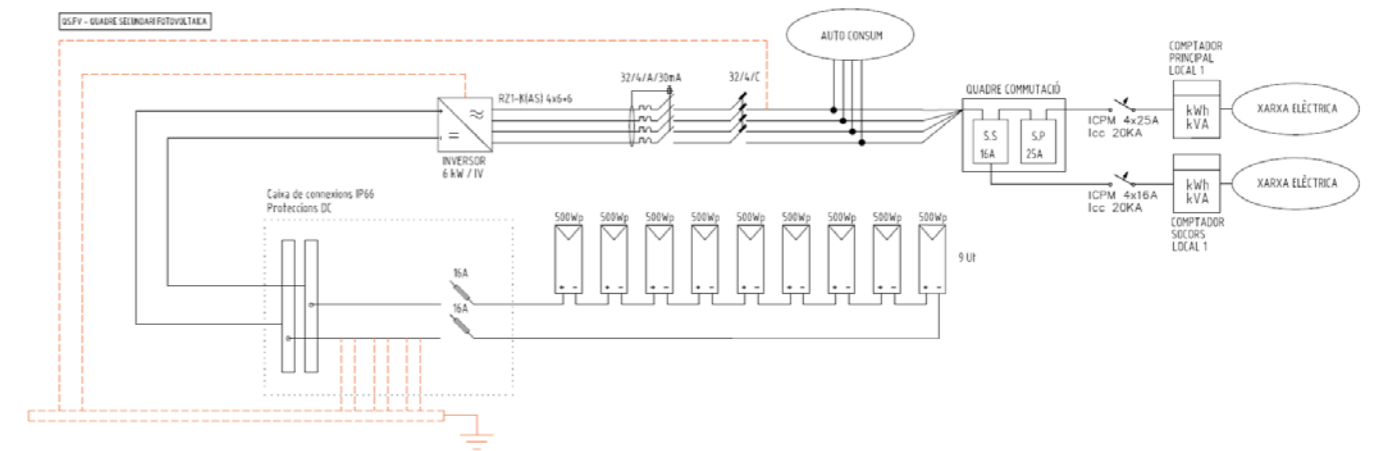 QS.FV - QUADRE SECUNDARI FOTOVOLTAICA
AUTO CONSUM
32/4/A/30mA
32/4/C
RZ1-K(AS) 4x6+6
INVERSOR
6 kW / IV
QUADRE COMMUTACIÓ
S.S
16A
S.P
25A
ICPM 4x25A
Icc 20KA
COMPTADOR
PRINCIPAL
LOCAL 1
kWh
kVA
XARXA ELÈCTRICA
ICPM 4x16A
Icc 20KA
kWh
kVA
COMPTADOR
SOCORS
LOCAL 1
XARXA ELÈCTRICA
Caixa de connexions IP66
Proteccions DC
16A
16A
500Wp
500Wp
500Wp
500Wp
500Wp
500Wp
500Wp
500Wp
500Wp
9 Ut